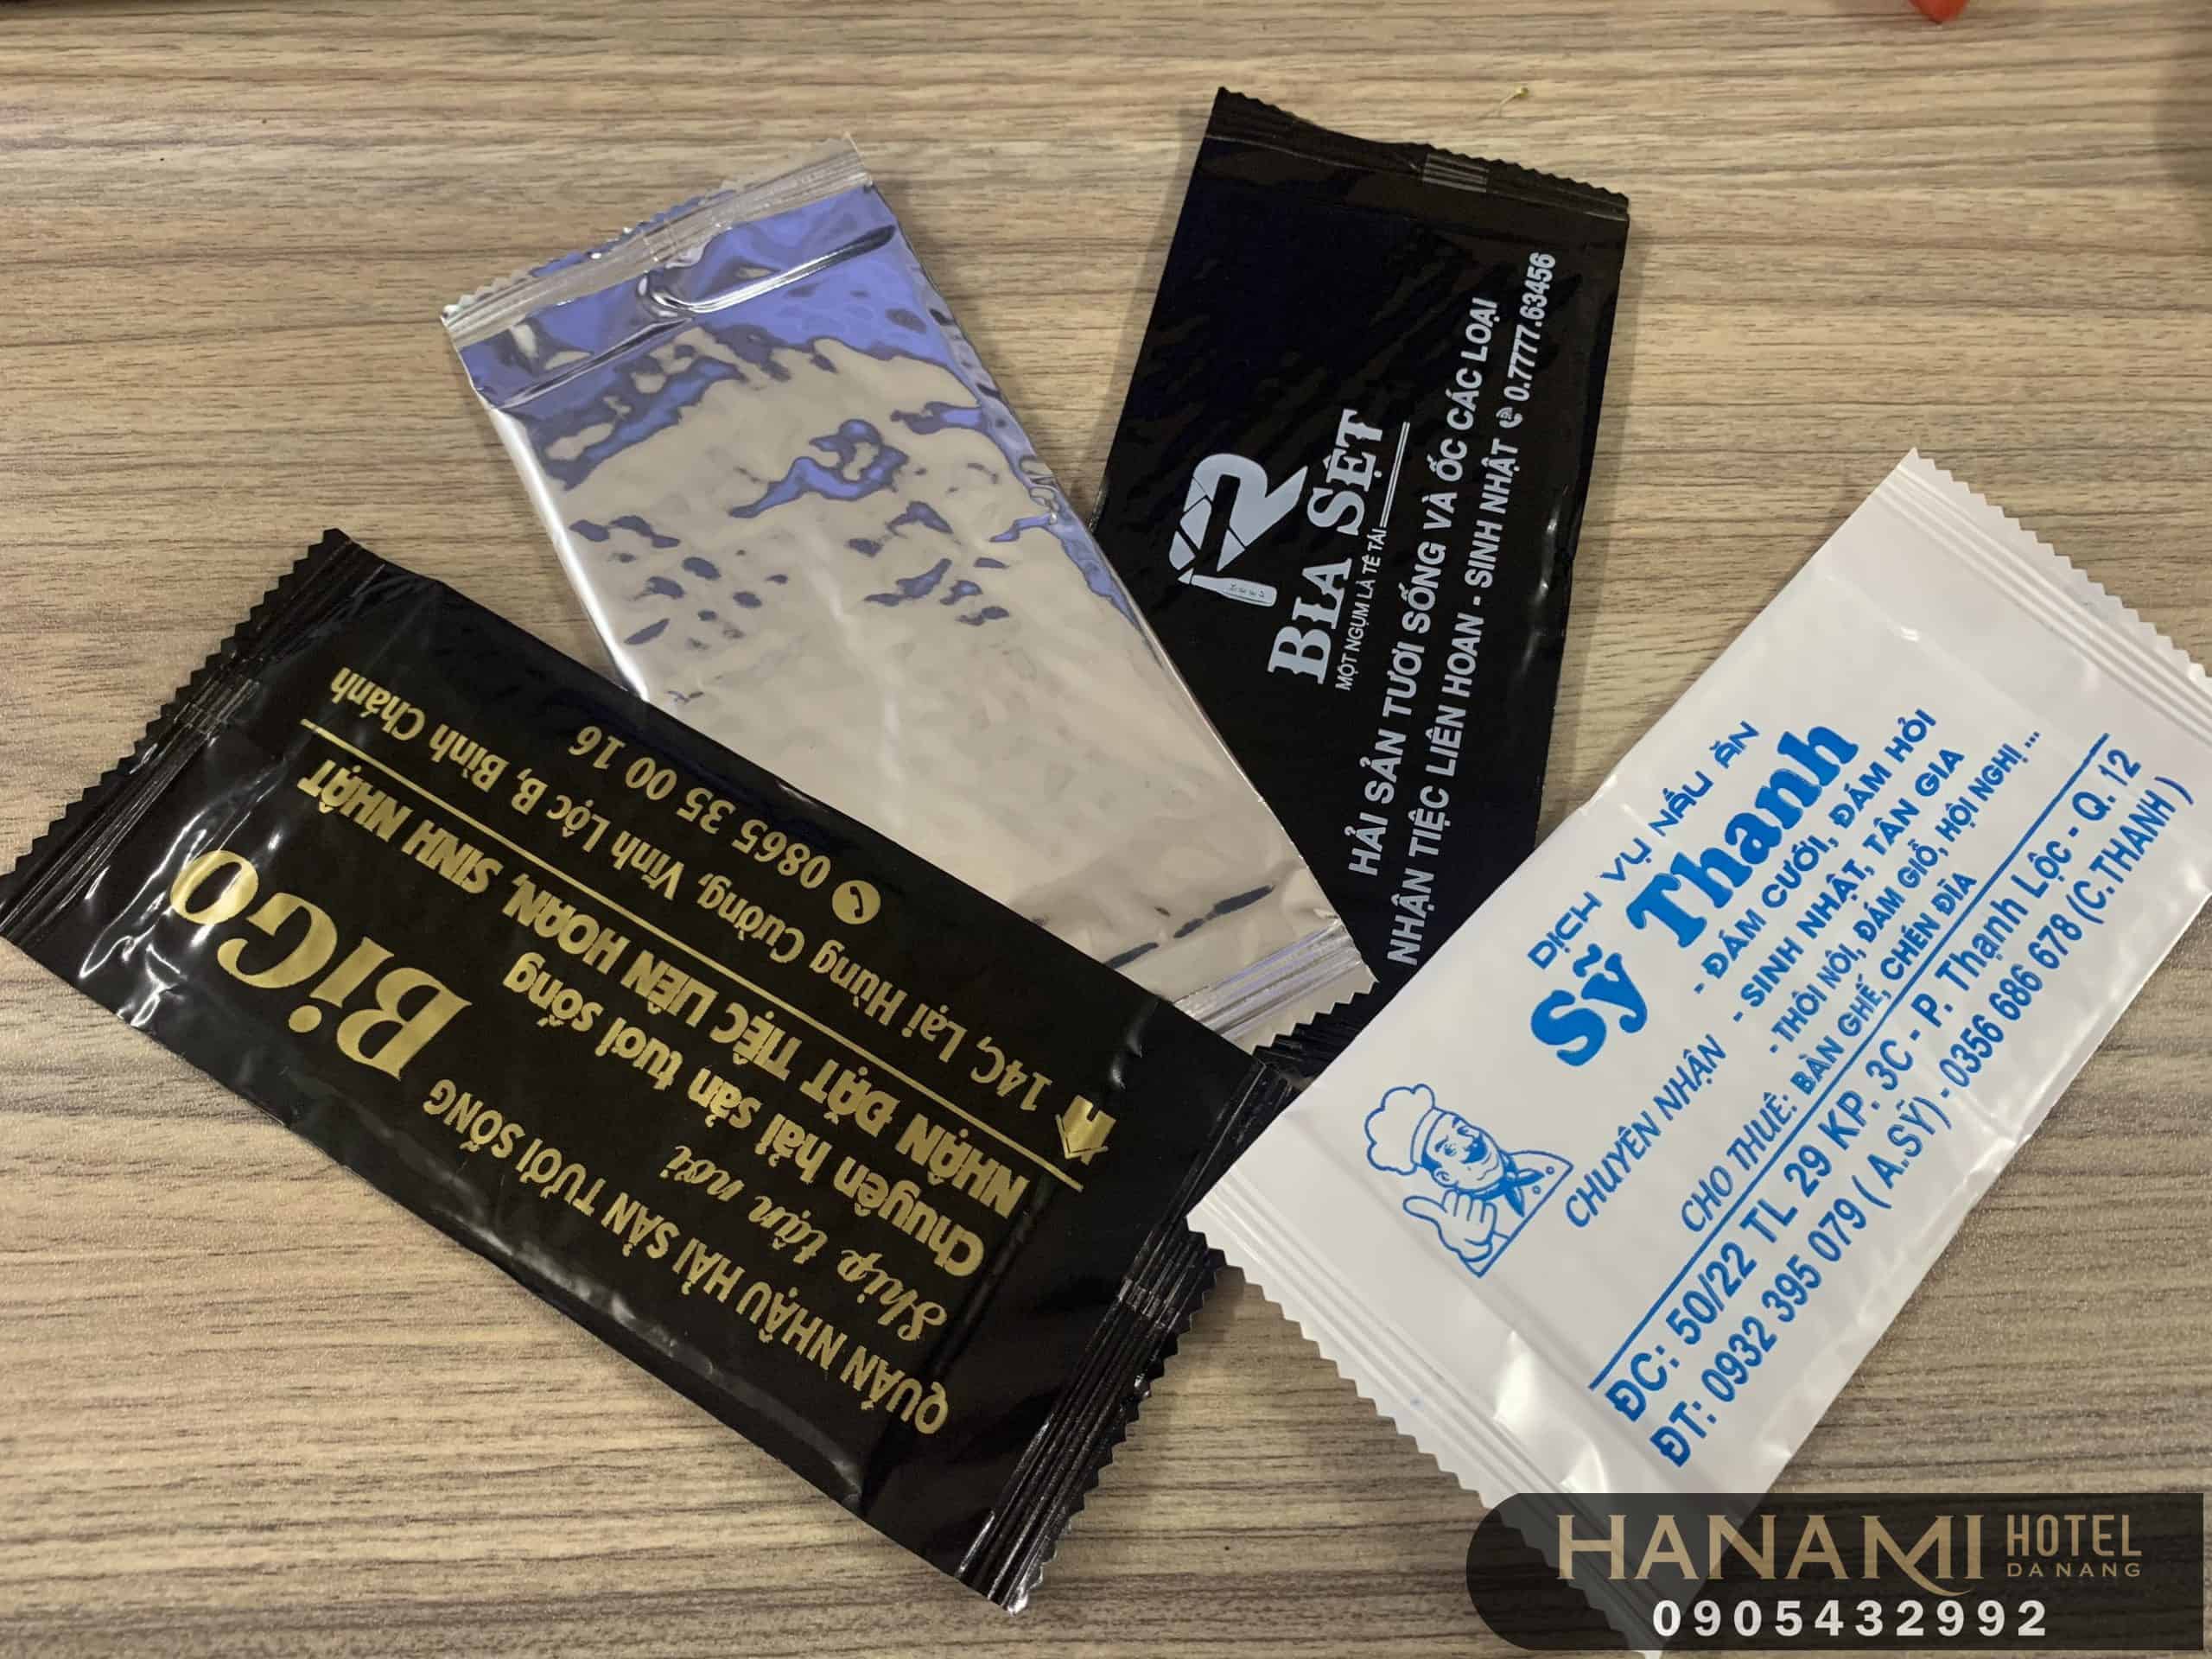 BIA SỆT
MỘT NGỤM LÀ TÊ TÁI
HẢI SẢN TƯƠI SỐNG VÀ ỐC CÁC LOẠI
NHẬN TIỆC LIÊN HOAN - SINH NHẬT 0.7777.63456
QUÁN NHẬU HẢI SẢN TƯƠI SỐNG
BiGO
Ship tận nơi
Chuyên hải sản tươi sống
NHẬN ĐẶT TIỆC LIÊN HOAN, SINH NHẬT
14C, Lại Hùng Cường, Vĩnh Lộc B, Bình Chánh
0865 35 00 16
DỊCH VỤ NẤU ĂN
Sỹ Thanh
CHUYÊN NHẬN
- ĐÁM CƯỚI, ĐÁM HỎI
- SINH NHẬT, TÂN GIA
- THÔI NÔI, ĐÁM GIỖ, HỘI NGHỊ ...
CHO THUÊ: BÀN GHẾ, CHÉN DĨA
ĐC: 50/22 TL 29 KP. 3C - P. Thạnh Lộc - Q. 12
ĐT: 0932 395 079 ( A.SỸ) - 0356 686 678 (C.THANH )
HANAMI HOTEL
DANANG
0905432992